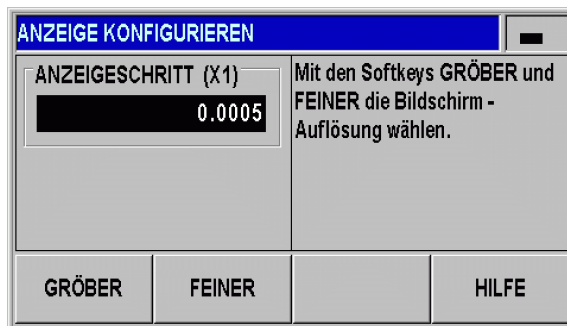 ANZEIGE KONFIGURIEREN
ANZEIGESCHRITT (X1)
0.0005
Mit den Softkeys GRÖBER und
FEINER die Bildschirm -
Auflösung wählen.
GRÖBER
FEINER
HILFE